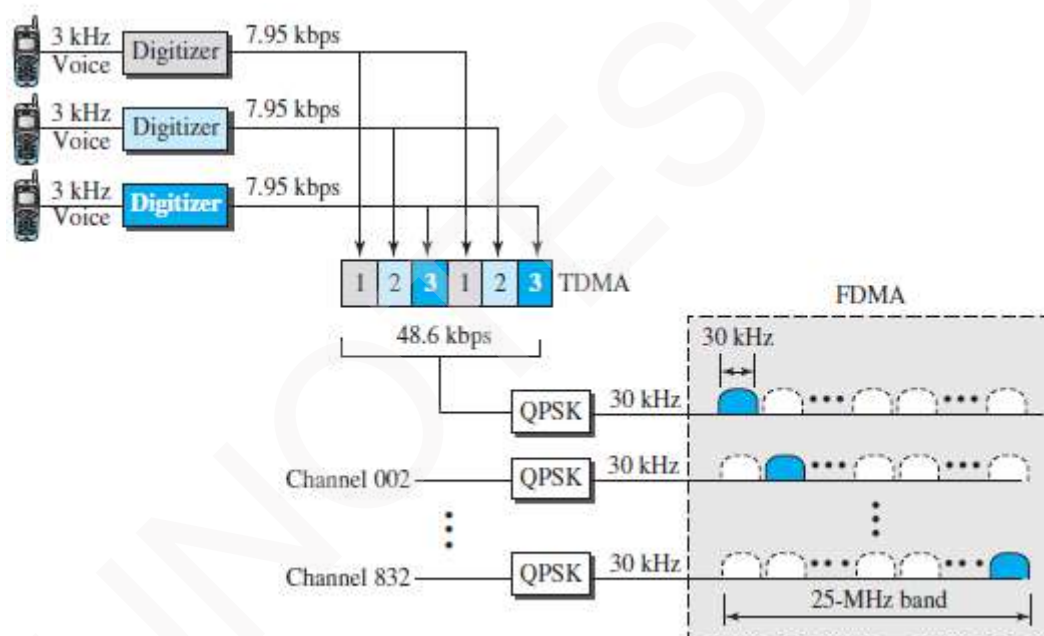 3 kHz
Voice
Digitizer
7.95 kbps
3 kHz
Voice
Digitizer
7.95 kbps
3 kHz
Voice
Digitizer
7.95 kbps
1 2 3 1 2 3 TDMA
48.6 kbps
FDMA
30 kHz
QPSK 30 kHz
Channel 002 QPSK 30 kHz
Channel 832 QPSK 30 kHz
25-MHz band